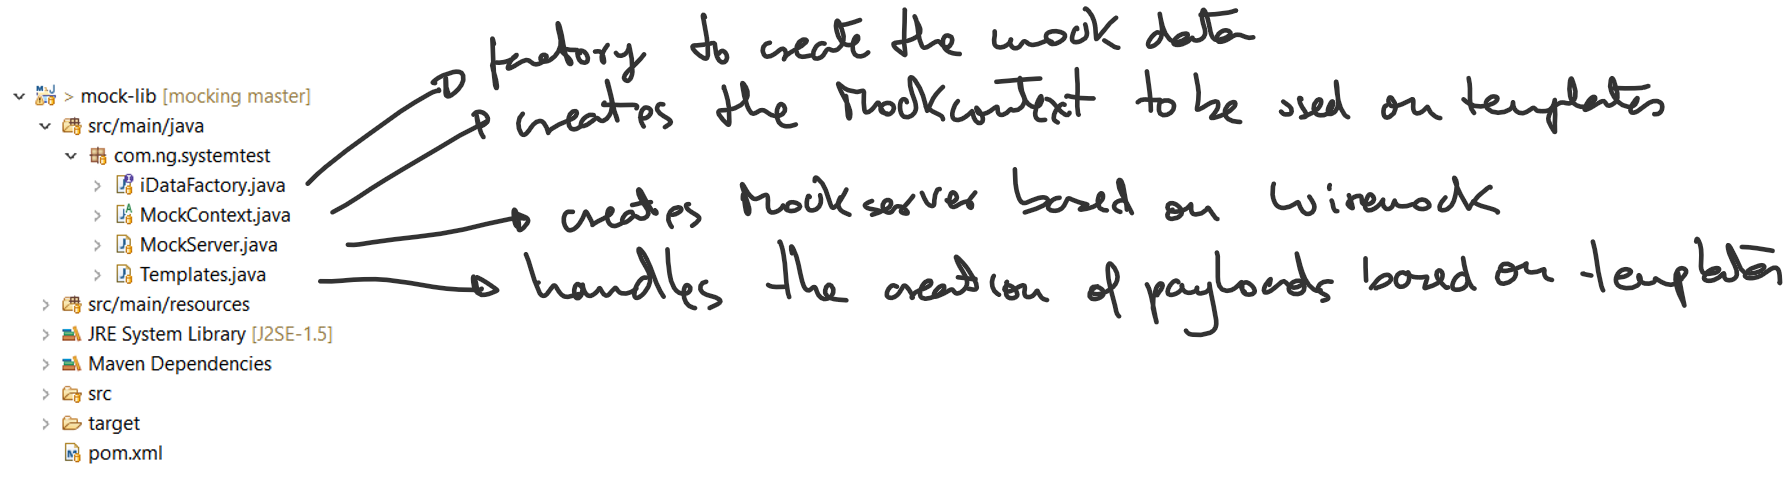 factory to create the mock data
> mock-lib [mocking master]
creates the Mockcontext to be used on templates
src/main/java
com.ng.systemtest
iDataFactory.java
MockContext.java
creates Mockserver based on wiremock
MockServer.java
Templates.java
handles the creation of payloads based on templates
src/main/resources
JRE System Library [J2SE-1.5]
Maven Dependencies
src
target
pom.xml